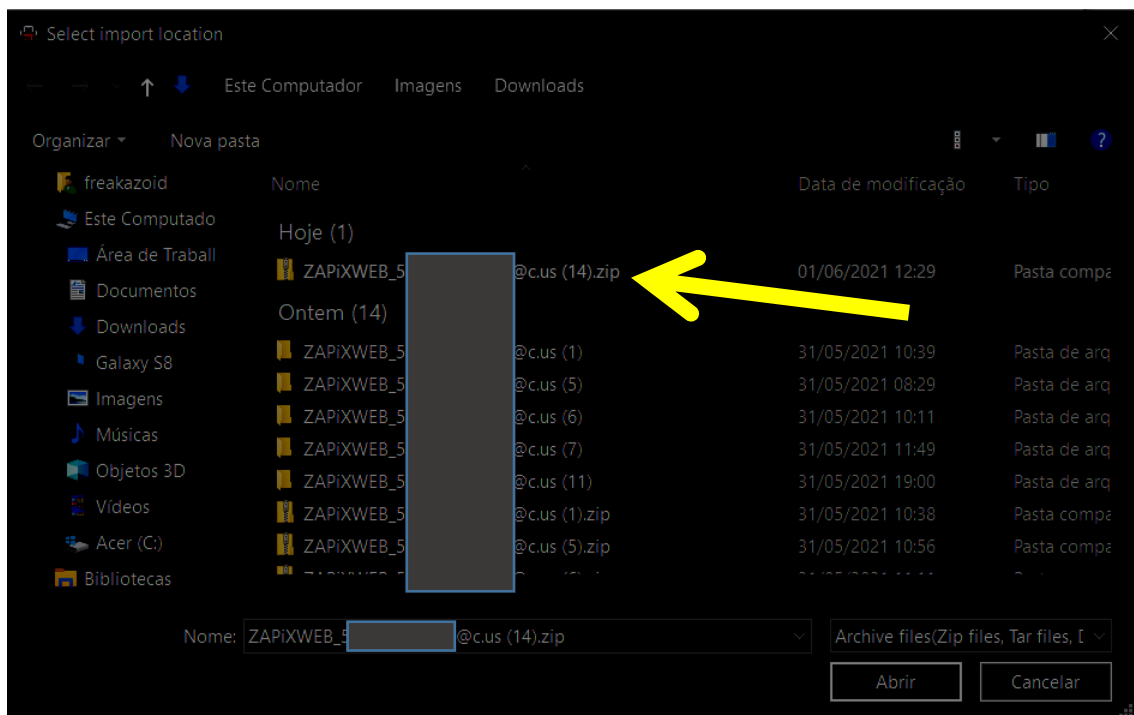 Select import location
Este Computador Imagens Downloads
Organizar Nova pasta ?
freakazoid
Este Computado
Área de Traball
Documentos
Downloads
Galaxy S8
Imagens
Músicas
Objetos 3D
Vídeos
Acer (C:)
Bibliotecas
Nome Data de modificação Tipo
Hoje (1)
ZAPiXWEB_5 @c.us (14).zip 01/06/2021 12:29 Pasta compa
Ontem (14)
ZAPiXWEB_5 @c.us (1) 31/05/2021 10:39 Pasta de arq
ZAPiXWEB_5 @c.us (5) 31/05/2021 08:29 Pasta de arq
ZAPiXWEB_5 @c.us (6) 31/05/2021 10:11 Pasta de arq
ZAPiXWEB_5 @c.us (7) 31/05/2021 11:49 Pasta de arq
ZAPiXWEB_5 @c.us (11) 31/05/2021 19:00 Pasta de arq
ZAPiXWEB_5 @c.us (1).zip 31/05/2021 10:38 Pasta compa
ZAPiXWEB_5 @c.us (5).zip 31/05/2021 10:56 Pasta compa
Nome: ZAPiXWEB_5 @c.us (14).zip Archive files(Zip files, Tar files, D
Abrir Cancelar